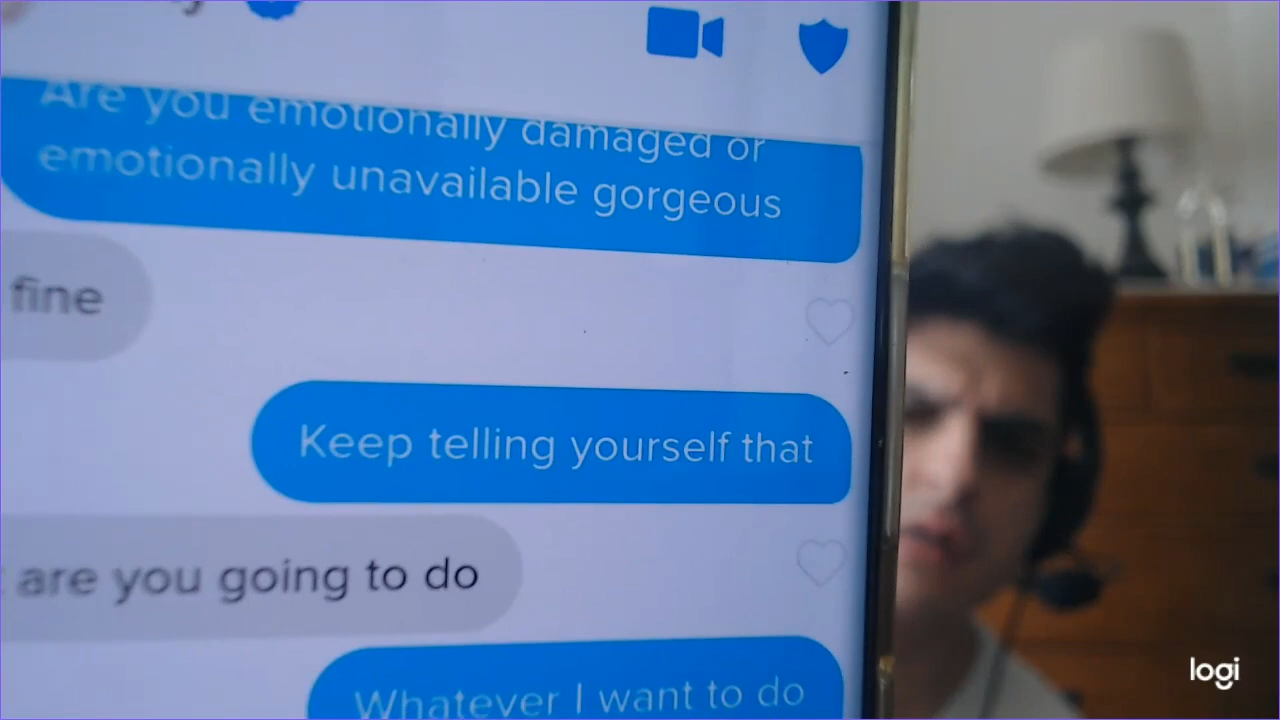 Are you emotionally damaged or
emotionally unavailable gorgeous
fine
Keep telling yourself that
are you going to do
Whatever I want to do
logi